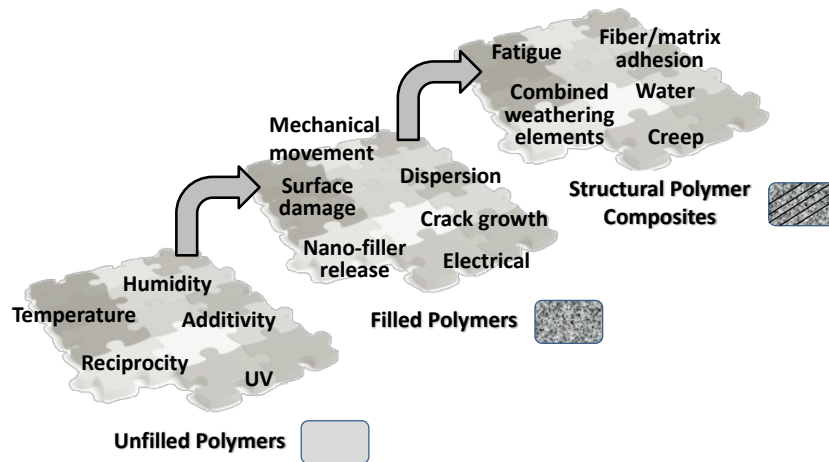 Fatigue
Fiber/matrix
adhesion
Combined
weathering
elements
Water
Creep
Structural Polymer
Composites
Mechanical
movement
Surface
damage
Dispersion
Crack growth
Nano-filler
release
Electrical
Filled Polymers
Humidity
Temperature
Additivity
Reciprocity
UV
Unfilled Polymers